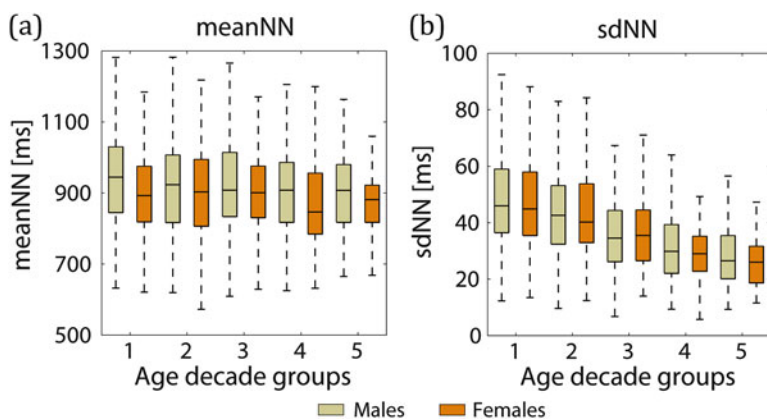 (a)
meanNN
1300
1100
900
700
500
meanNN [ms]
1 2 3 4 5
Age decade groups
(b)
sdNN
100
80
60
40
20
0
sdNN [ms]
1 2 3 4 5
Age decade groups
Males Females